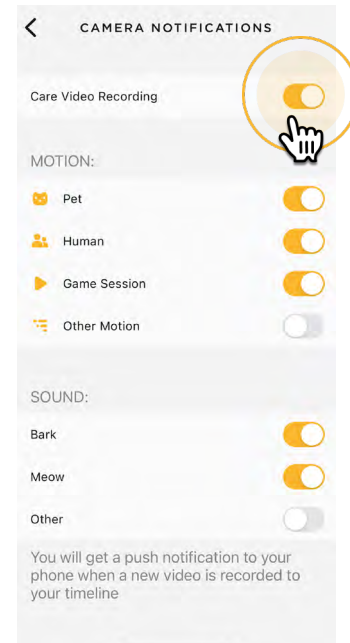 CAMERA NOTIFICATIONS
Care Video Recording
MOTION:
Pet
Human
Game Session
Other Motion
SOUND:
Bark
Meow
Other
You will get a push notification to your
phone when a new video is recorded to
your timeline